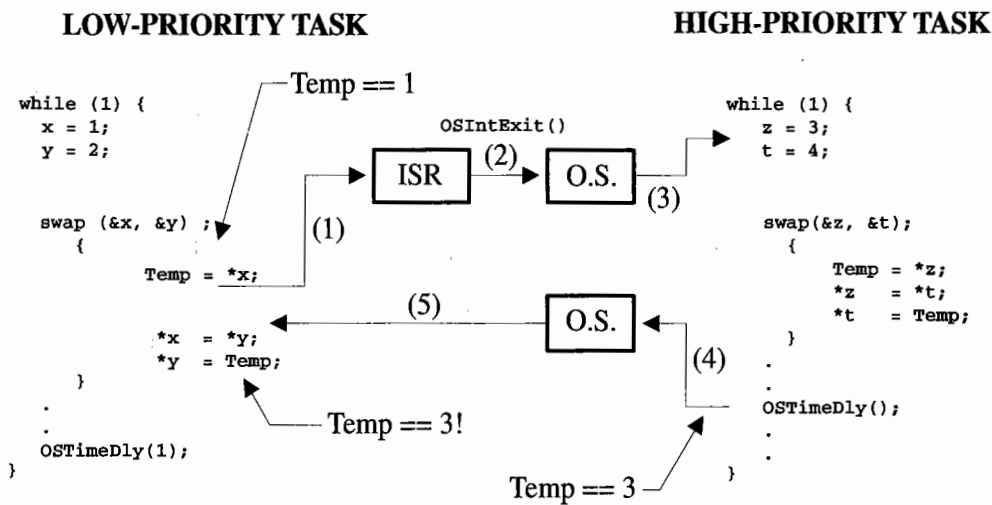 LOW-PRIORITY TASK
HIGH-PRIORITY TASK
Temp == 1
while (1) {
x = 1;
y = 2;
OSIntExit()
while (1) {
z = 3;
t = 4;
ISR
(2)
O.S.
(3)
(1)
swap (&x, &y) ;
{
Temp = *x;
swap(&z, &t);
{
Temp = *z;
*z = *t;
*t = Temp;
}
.
.
(5)
O.S.
(4)
*x = *y;
*y = Temp;
}
.
.
OSTimeDly(1);
}
Temp == 3!
OSTimeDly();
.
.
}
Temp == 3